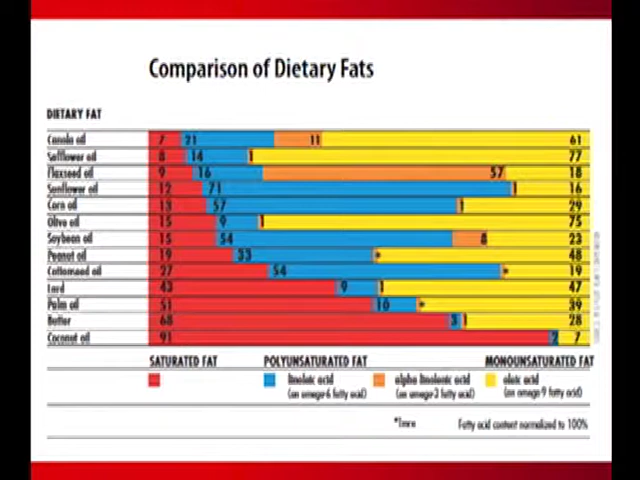 Comparison of Dietary Fats
DIETARY FAT
Canola oil 7 21 11 61
Safflower oil 8 14 1 77
Flaxseed oil 9 16 57 18
Sunflower oil 12 71 1 16
Corn oil 13 57 1 29
Olive oil 15 9 1 75
Soybean oil 15 54 8 23
Peanut oil 19 33 * 48
Cottonseed oil 27 54 * 19
Lard 43 9 1 47
Palm oil 51 10 * 39
Butter 68 3 1 28
Coconut oil 91 2 7
SATURATED FAT POLYUNSATURATED FAT MONOUNSATURATED FAT
linoleic acid alpha linolenic acid oleic acid
(an omega-6 fatty acid) (an omega-3 fatty acid) (an omega-9 fatty acid)
*Trace Fatty acid content normalized to 100%